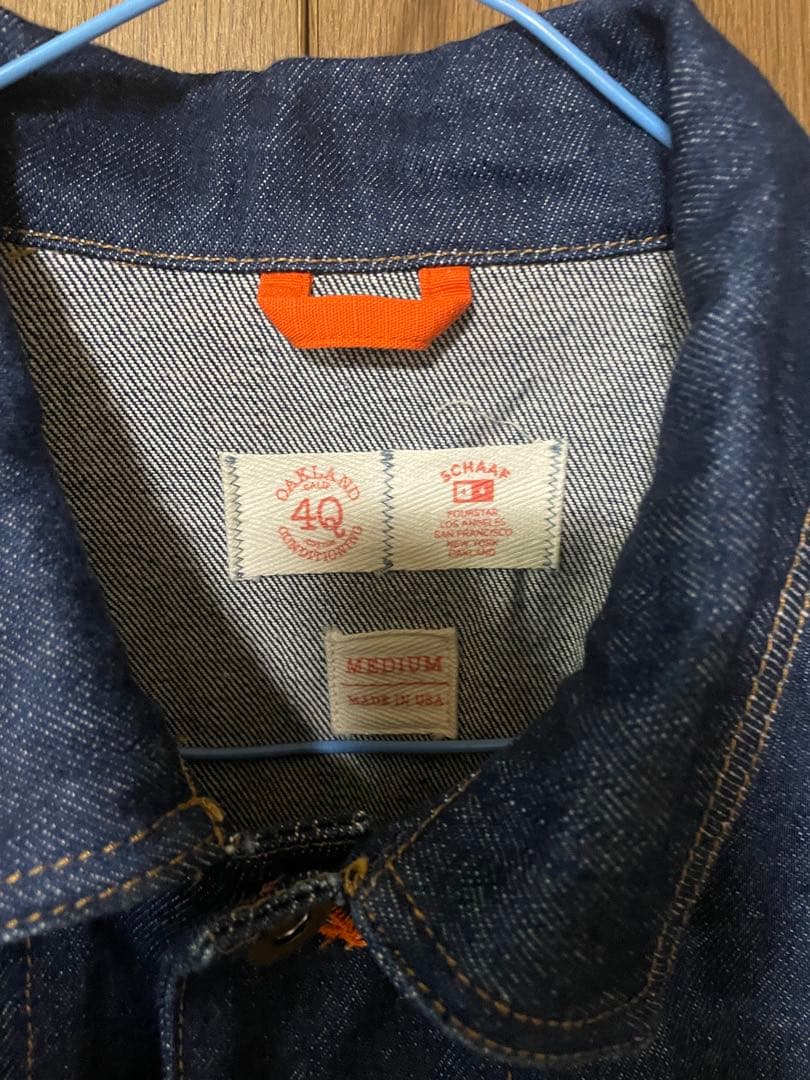 OAKLAND
CALIF
4Q
CONDITIONING
SCHAAF
FOURSTAR
LOS ANGELES
SAN FRANCISCO
NEW YORK
OAKLAND
MEDIUM
MADE IN USA